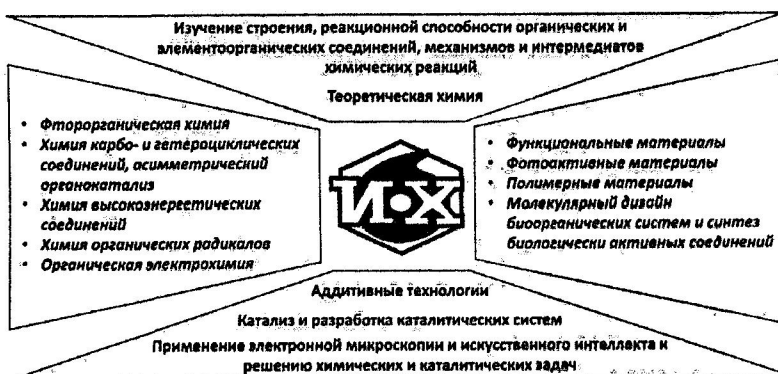 Изучение строения, реакционной способности органических и
элементоорганических соединений, механизмов и интермедиатов
химических реакций
Теоретическая химия
• Фторорганическая химия
• Химия карбо- и гетероциклических
соединений, асимметрический
органокатализ
• Химия высокоэнергетических
соединений
• Химия органических радикалов
• Органическая электрохимия
И·Х
• Функциональные материалы
• Фотоактивные материалы
• Полимерные материалы
• Молекулярный дизайн
биоорганических систем и синтез
биологически активных соединений
Аддитивные технологии
Катализ и разработка каталитических систем
Применение электронной микроскопии и искусственного интеллекта к
решению химических и каталитических задач